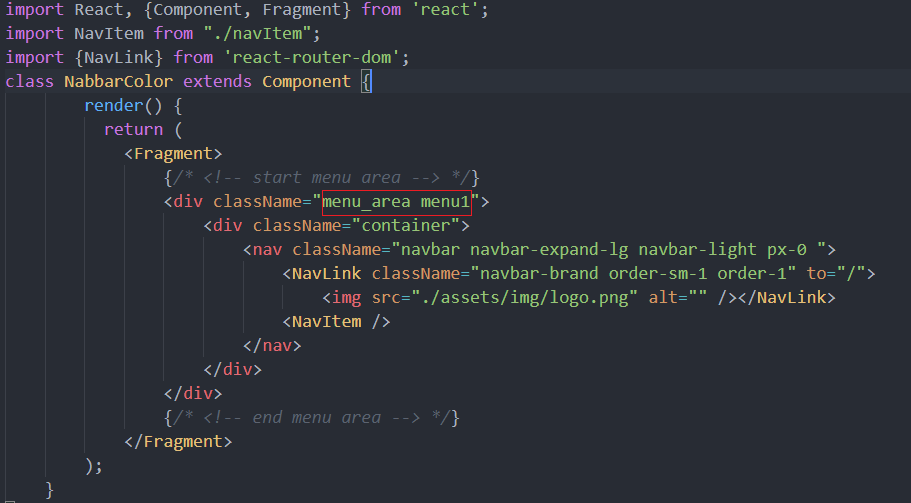 import React, {Component, Fragment} from 'react';
import NavItem from "./navItem";
import {NavLink} from 'react-router-dom';
class NabbarColor extends Component {
render() {
return (
<Fragment>
{/* <!-- start menu area --> */}
<div className="menu_area menu1">
<div className="container">
<nav className="navbar navbar-expand-lg navbar-light px-0 ">
<NavLink className="navbar-brand order-sm-1 order-1" to="/">
<img src="./assets/img/logo.png" alt="" /></NavLink>
<NavItem />
</nav>
</div>
</div>
{/* <!-- end menu area --> */}
</Fragment>
);
}